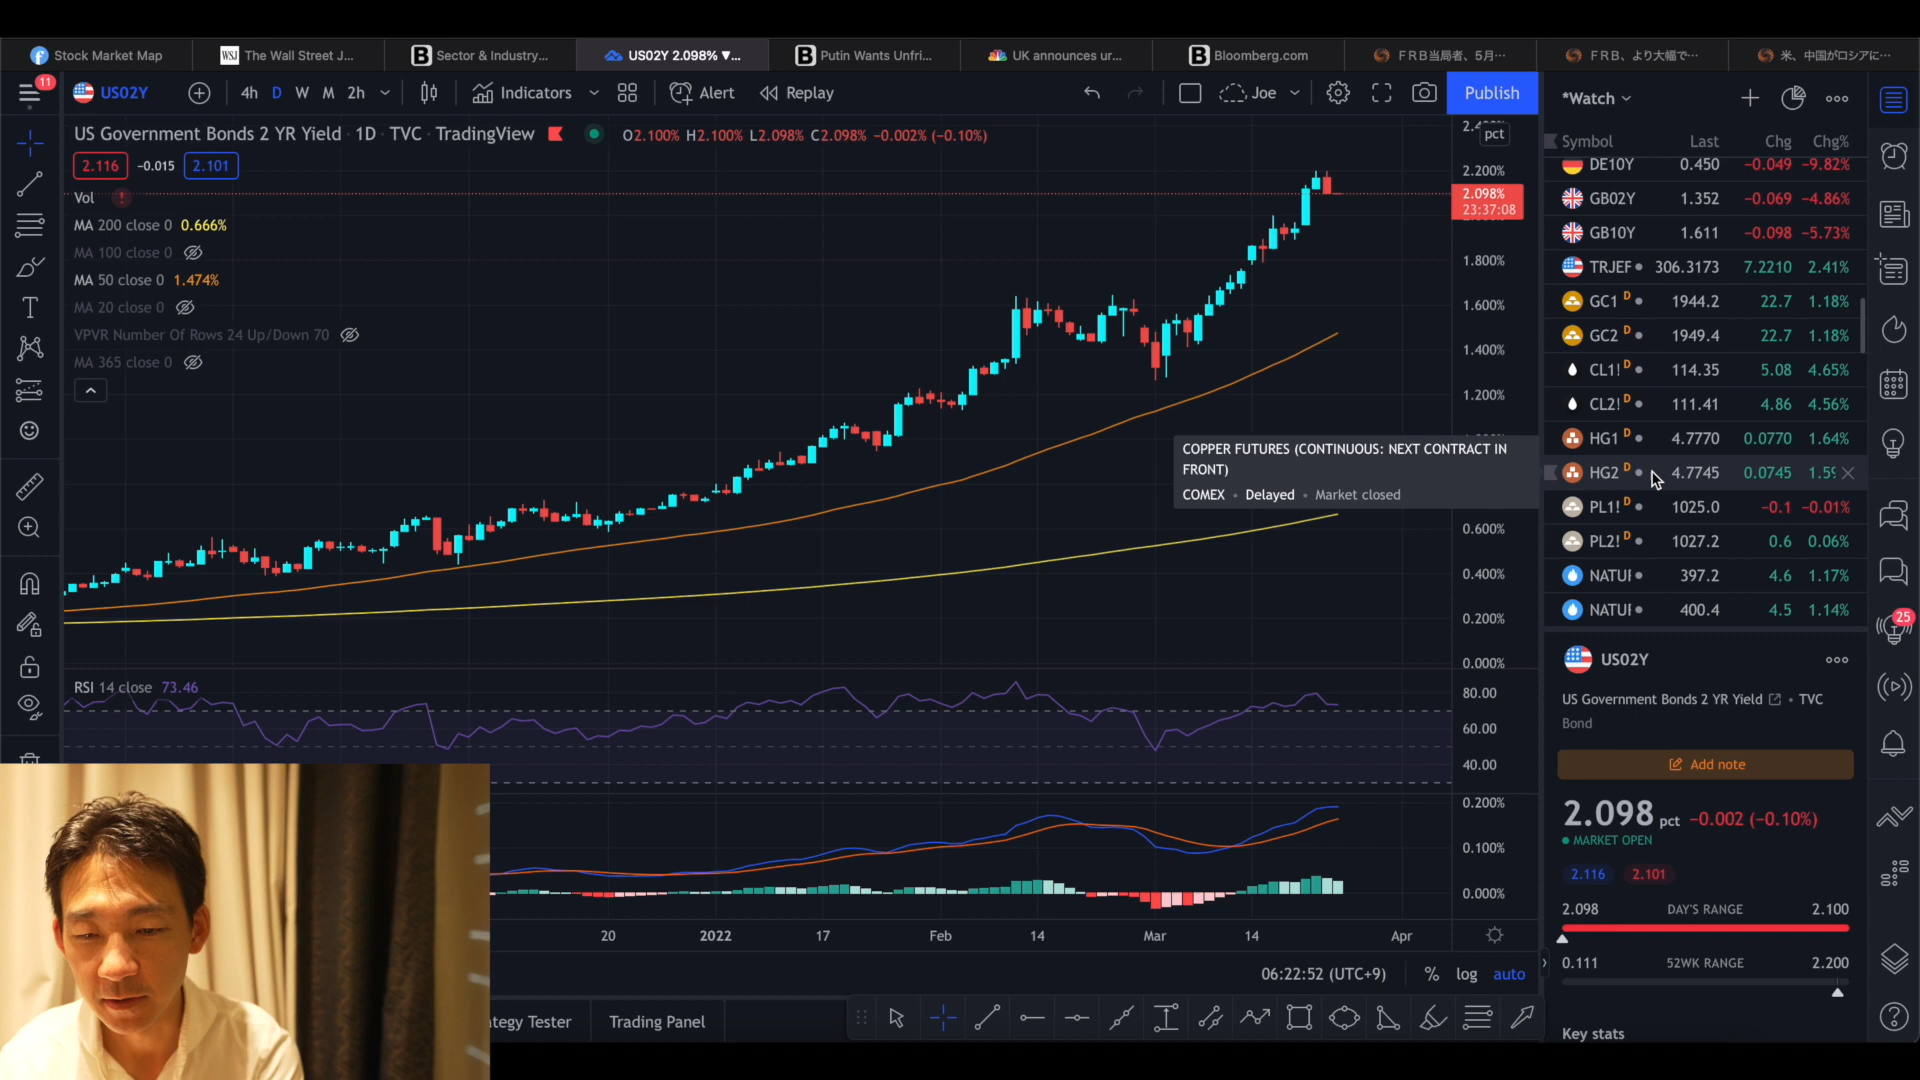 Stock Market Map
WSJ The Wall Street J...
B Sector & Industry...
US02Y 2.098% ▼...
B Putin Wants Unfri...
UK announces ur...
B Bloomberg.com
FRB当局者、5月…
FRB、より大幅で…
米、中国がロシアに…
11
US02Y
4h D W M 2h
Indicators
Alert
Replay
Joe
Publish
US Government Bonds 2 YR Yield · 1D · TVC · TradingView
O2.100% H2.100% L2.098% C2.098% −0.002% (−0.10%)
2.116 -0.015 2.101
Vol !
MA 200 close 0 0.666%
MA 100 close 0
MA 50 close 0 1.474%
MA 20 close 0
VPVR Number Of Rows 24 Up/Down 70
MA 365 close 0
pct
2.200%
2.098%
23:37:08
1.800%
1.600%
1.400%
1.200%
0.600%
0.400%
0.200%
0.000%
COPPER FUTURES (CONTINUOUS: NEXT CONTRACT IN
FRONT)
COMEX • Delayed • Market closed
RSI 14 close 73.46
80.00
60.00
40.00
0.200%
0.100%
0.000%
20 2022 17 Feb 14 Mar 14 Apr
06:22:52 (UTC+9) % log auto
ategy Tester
Trading Panel
*Watch
Symbol Last Chg Chg%
DE10Y 0.450 −0.049 −9.82%
GB02Y 1.352 −0.069 −4.86%
GB10Y 1.611 −0.098 −5.73%
TRJEF 306.3173 7.2210 2.41%
GC1 D 1944.2 22.7 1.18%
GC2 D 1949.4 22.7 1.18%
CL1! D 114.35 5.08 4.65%
CL2! D 111.41 4.86 4.56%
HG1 D 4.7770 0.0770 1.64%
HG2 D 4.7745 0.0745 1.59
PL1! D 1025.0 −0.1 −0.01%
PL2! D 1027.2 0.6 0.06%
NATUI 397.2 4.6 1.17%
NATUI 400.4 4.5 1.14%
US02Y
US Government Bonds 2 YR Yield • TVC
Bond
Add note
2.098 pct −0.002 (−0.10%)
MARKET OPEN
2.116 2.101
2.098 DAY'S RANGE 2.100
0.111 52WK RANGE 2.200
Key stats
25